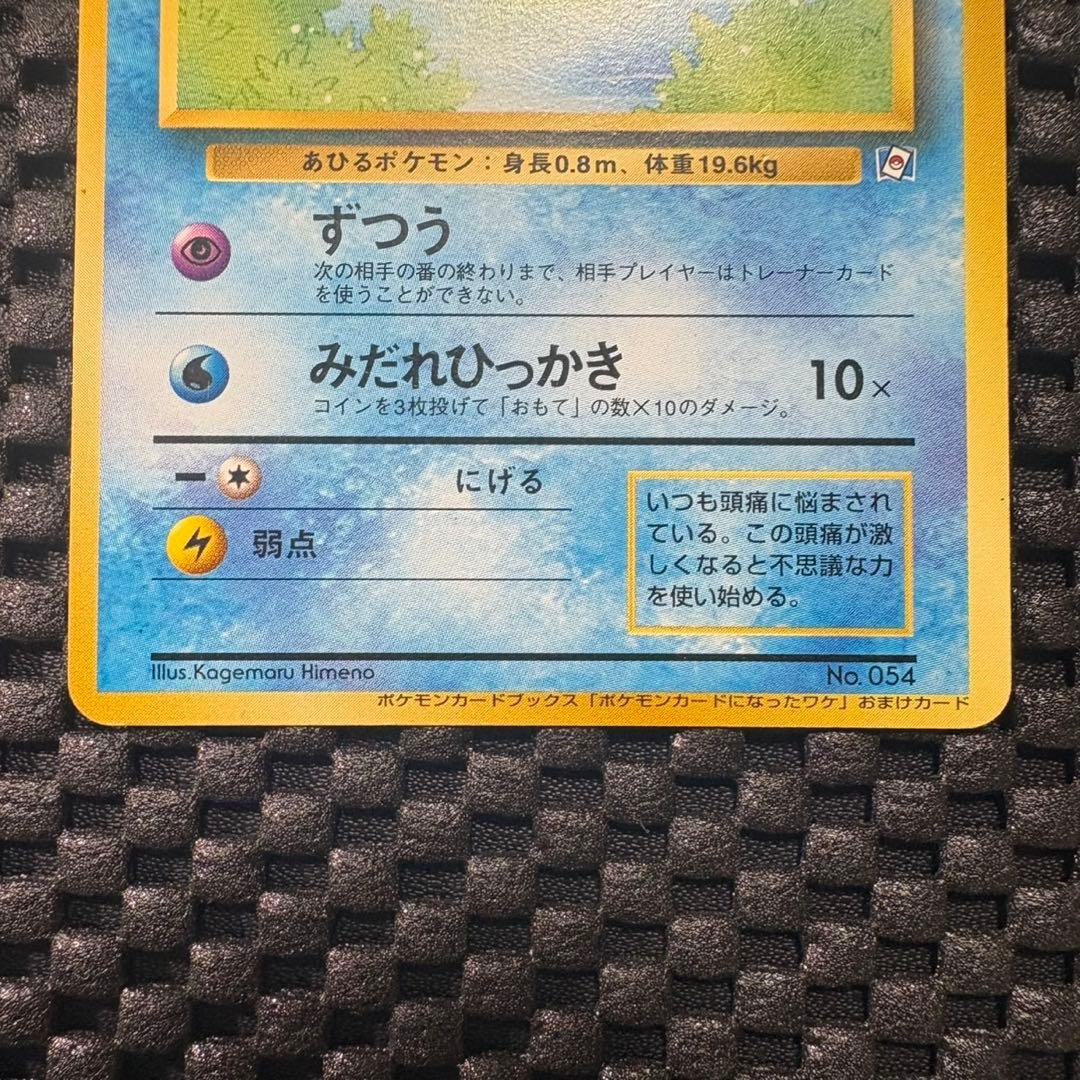 あひるポケモン：身長0.8m、体重19.6kg
ずつう
次の相手の番の終わりまで、相手プレイヤーはトレーナーカード
を使うことができない。
みだれひっかき 10×
コインを3枚投げて「おもて」の数×10のダメージ。
にげる
弱点
いつも頭痛に悩まされ
ている。この頭痛が激
しくなると不思議な力
を使い始める。
Illus.Kagemaru Himeno
No. 054
ポケモンカードブックス「ポケモンカードになったワケ」おまけカード